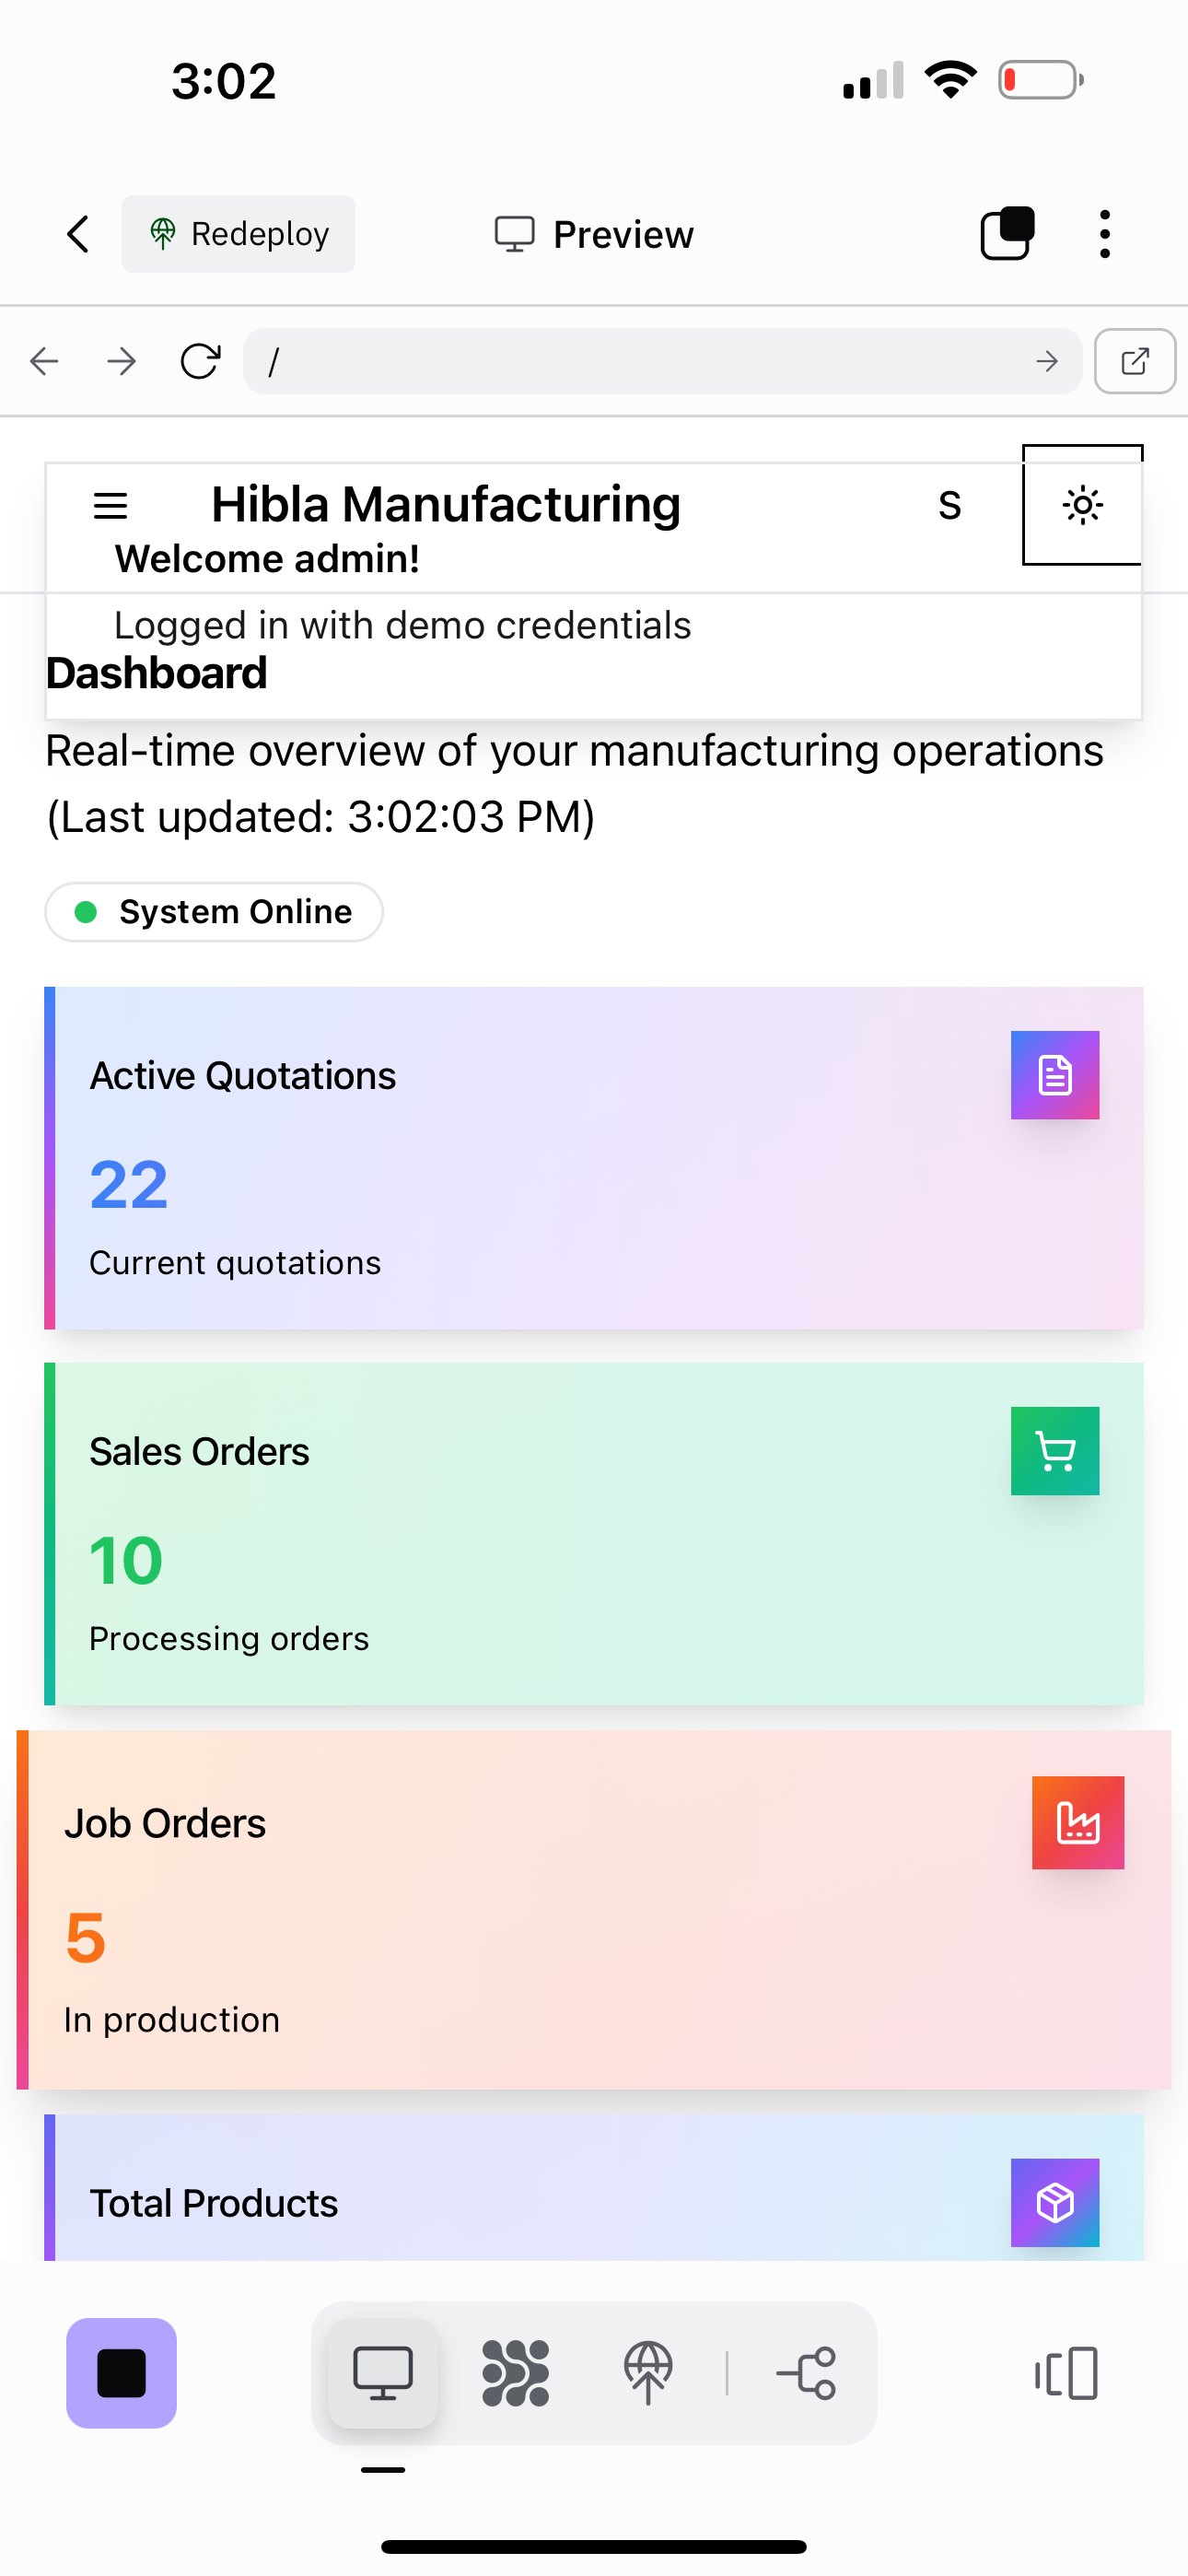 3:02
Redeploy
Preview
/
Hibla Manufacturing
S
Welcome admin!
Logged in with demo credentials
Dashboard
Real-time overview of your manufacturing operations
(Last updated: 3:02:03 PM)
System Online
Active Quotations
22
Current quotations
Sales Orders
10
Processing orders
Job Orders
5
In production
Total Products